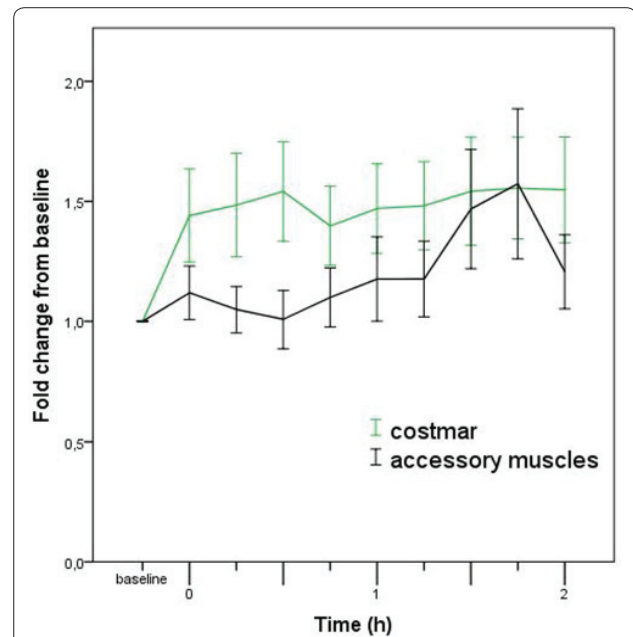 Fold change from baseline
2,0
1,5
1,0
0,5
0,0
costmar
accessory muscles
baseline
0
1
2
Time (h)